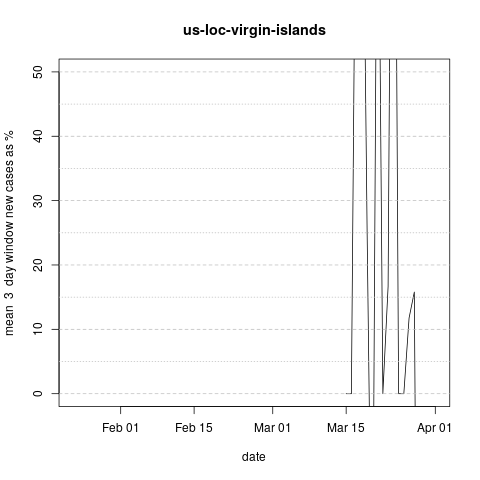 us-loc-virgin-islands
50
40
30
20
10
0
mean 3 day window new cases as %
Feb 01
Feb 15
Mar 01
Mar 15
Apr 01
date